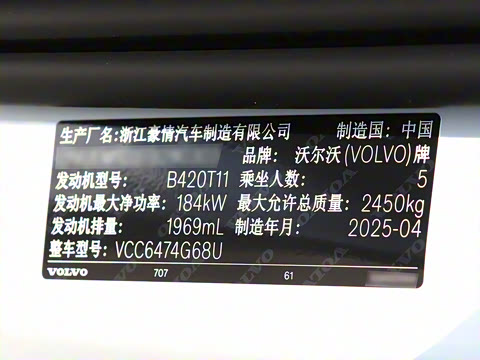 生产厂名:浙江豪情汽车制造有限公司 制造国: 中国
品牌: 沃尔沃(VOLVO)牌
发动机型号: B420T11 乘坐人数: 5
发动机最大净功率: 184kW 最大允许总质量: 2450kg
发动机排量: 1969mL 制造年月: 2025-04
整车型号: VCC6474G68U
VOLVO 707 61